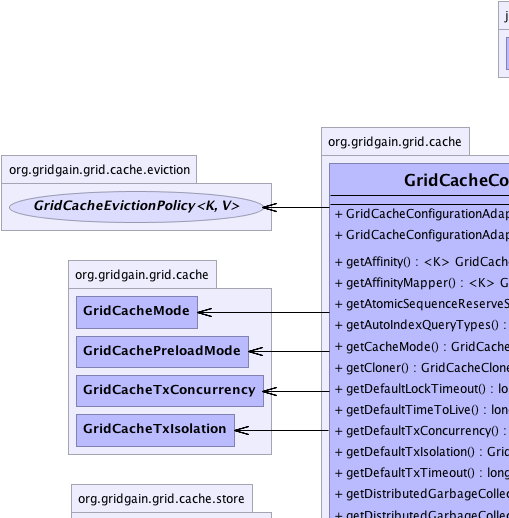 j
org.gridgain.grid.cache
org.gridgain.grid.cache.eviction
GridCacheEvictionPolicy<K, V>
org.gridgain.grid.cache
GridCacheMode
GridCachePreloadMode
GridCacheTxConcurrency
GridCacheTxIsolation
org.gridgain.grid.cache.store
GridCacheCo
+ GridCacheConfigurationAdap
+ GridCacheConfigurationAdap
+ getAffinity() : <K> GridCach
+ getAffinityMapper() : <K> G
+ getAtomicSequenceReserveS
+ getAutoIndexQueryTypes() :
+ getCacheMode() : GridCache
+ getCloner() : GridCacheClone
+ getDefaultLockTimeout() : lo
+ getDefaultTimeToLive() : long
+ getDefaultTxConcurrency() :
+ getDefaultTxIsolation() : Grid
+ getDefaultTxTimeout() : long
+ getDistributedGarbageCollec
+ getDistributedGarbageCollec